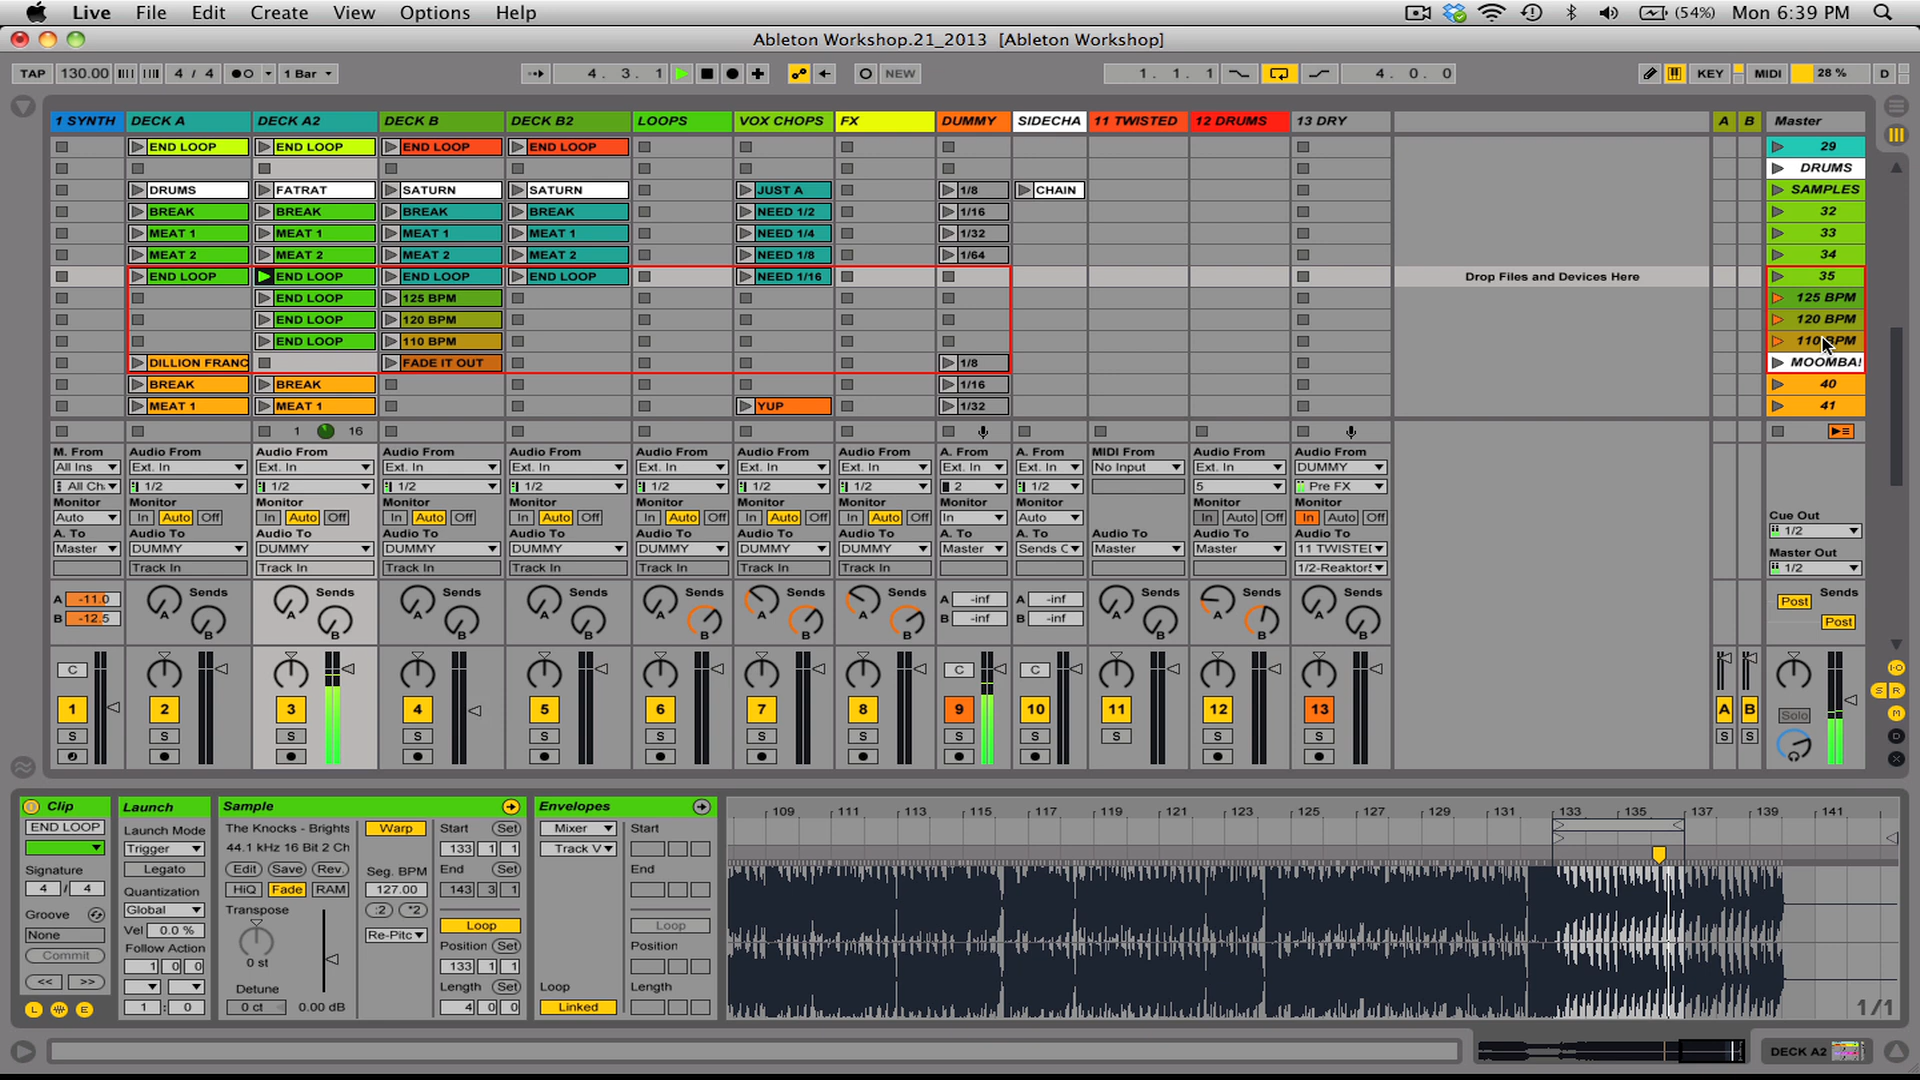 Live File Edit Create View Options Help (54%) Mon 6:39 PM
Ableton Workshop.21_2013 [Ableton Workshop]
TAP 130.00 4 / 4 1 Bar 4. 3. 1 NEW 1. 1. 1 4. 0. 0 KEY MIDI 28 % D
1 SYNTH DECK A DECK A2 DECK B DECK B2 LOOPS VOX CHOPS FX DUMMY SIDECHA 11 TWISTED 12 DRUMS 13 DRY A B Master
END LOOP END LOOP END LOOP END LOOP 29
DRUMS
DRUMS FATRAT SATURN SATURN JUST A 1/8 CHAIN SAMPLES
BREAK BREAK BREAK BREAK NEED 1/2 1/16 32
MEAT 1 MEAT 1 MEAT 1 MEAT 1 NEED 1/4 1/32 33
MEAT 2 MEAT 2 MEAT 2 MEAT 2 NEED 1/8 1/64 34
END LOOP END LOOP END LOOP END LOOP NEED 1/16 Drop Files and Devices Here 35
END LOOP 125 BPM 125 BPM
END LOOP 120 BPM 120 BPM
END LOOP 110 BPM 110 BPM
DILLION FRANC FADE IT OUT 1/8 MOOMBA!
BREAK BREAK 1/16 40
MEAT 1 MEAT 1 YUP 1/32 41
1 16
M. From Audio From Audio From Audio From Audio From Audio From Audio From Audio From A. From A. From MIDI From Audio From Audio From
All Ins Ext. In Ext. In Ext. In Ext. In Ext. In Ext. In Ext. In Ext. In Ext. In No Input Ext. In DUMMY
All Ch 1/2 1/2 1/2 1/2 1/2 1/2 1/2 2 1/2 5 Pre FX
Monitor Monitor Monitor Monitor Monitor Monitor Monitor Monitor Monitor Monitor Monitor Monitor
Auto In Auto Off In Auto Off In Auto Off In Auto Off In Auto Off In Auto Off In Auto Off In Auto In Auto Off In Auto Off Cue Out
1/2
A. To Audio To Audio To Audio To Audio To Audio To Audio To Audio To A. To A. To Audio To Audio To Audio To
Master DUMMY DUMMY DUMMY DUMMY DUMMY DUMMY DUMMY Master Sends C Master Master 11 TWISTE Master Out
Track In Track In Track In Track In Track In Track In Track In 1/2-Reaktor 1/2
A -11.0 Sends Sends Sends Sends Sends Sends Sends A -inf A -inf Sends Sends Sends Sends
B -12.5 A B A B A B A B A B A B A B B -inf B -inf A B A B A B Post Post
C C C
1 2 3 4 5 6 7 8 9 10 11 12 13 A B Solo
S S S S S S S S S S S S S S S
I-O
S R
M
D
X
Clip Launch Sample Envelopes 109 111 113 115 117 119 121 123 125 127 129 131 133 135 137 139 141
END LOOP Launch Mode The Knocks - Brights Warp Start Set Mixer Start
Trigger 44.1 kHz 16 Bit 2 Ch 133 1 1 Track V
Signature Legato Edit Save Rev. Seg. BPM End Set End
4 / 4 Quantization HiQ Fade RAM 127.00 143 3 1
Groove Global Transpose :2 *2 Loop Loop
None Vel 0.0 % Re-Pitc Position Set Position
Commit Follow Action 0 st 133 1 1
<< >> 1 0 0 Detune Length Set Loop Length
L E 1 : 0 0 ct 0.00 dB 4 0 0 Linked 1/1
DECK A2